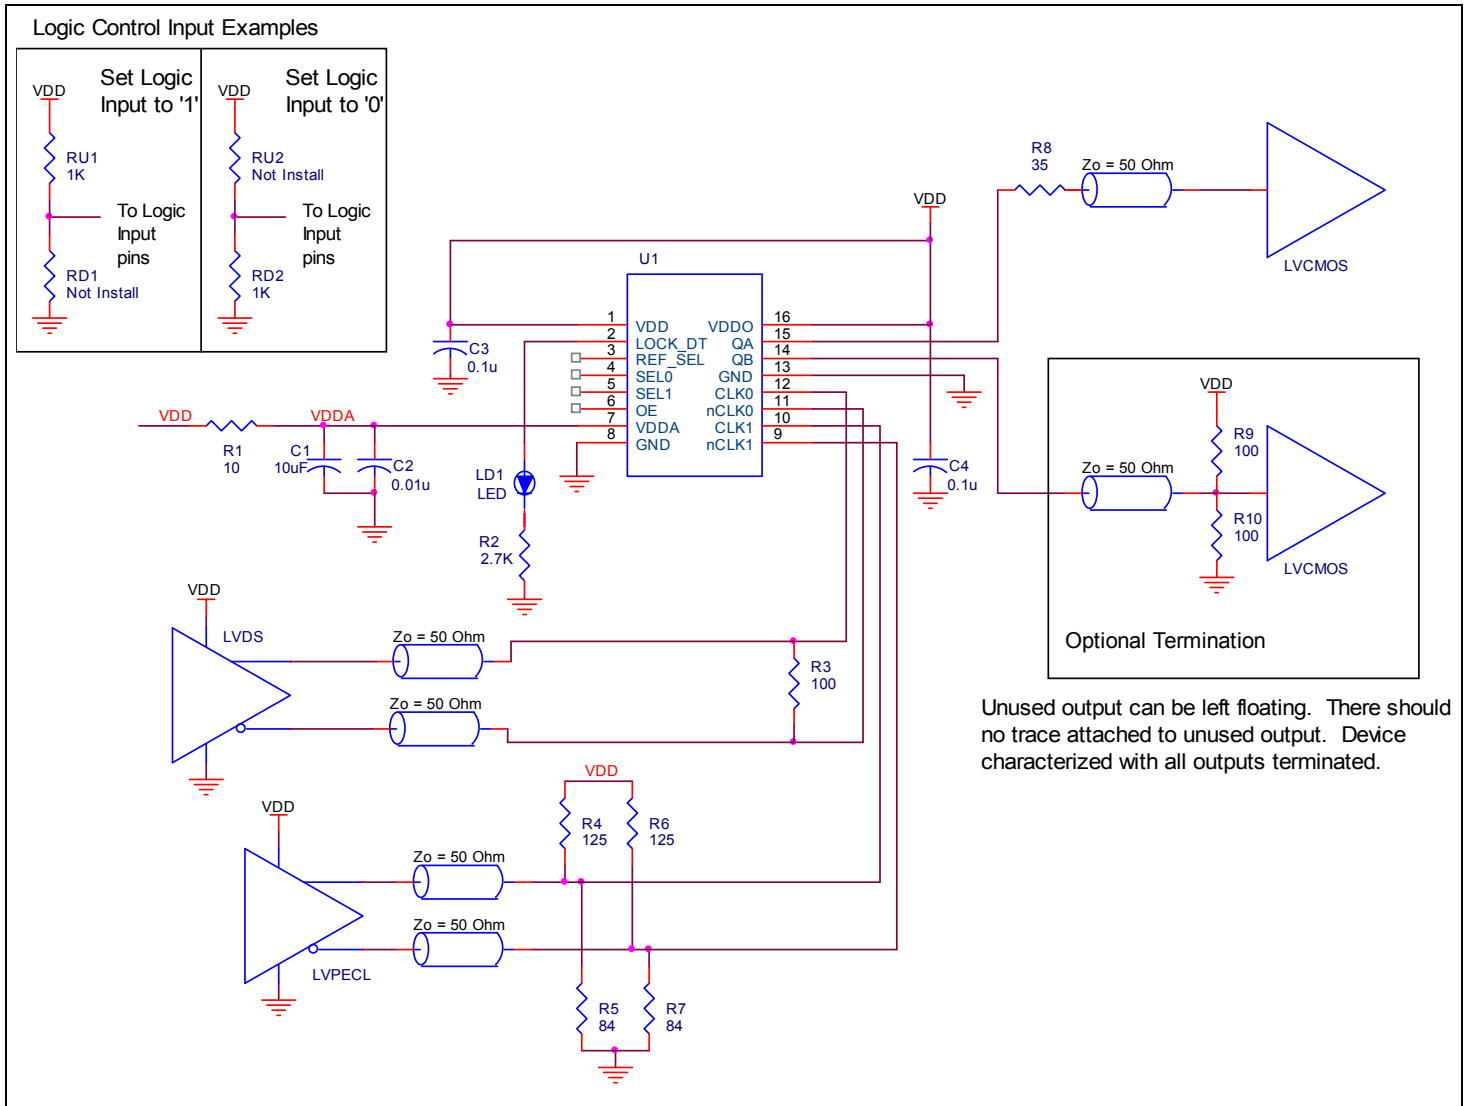 Logic Control Input Examples
Set Logic
Input to '1'
VDD
RU1
1K
To Logic
Input
pins
RD1
Not Install
Set Logic
Input to '0'
VDD
RU2
Not Install
To Logic
Input
pins
RD2
1K
VDD
R8
35
Zo = 50 Ohm
LVCMOS
U1
1
2
3
4
5
6
7
8
VDD
LOCK_DT
REF_SEL
SEL0
SEL1
OE
VDDA
GND
VDDO
QA
QB
GND
CLK0
nCLK0
CLK1
nCLK1
16
15
14
13
12
11
10
9
C3
0.1u
VDD
R1
10
VDDA
C1
10uF
C2
0.01u
LD1
LED
R2
2.7K
C4
0.1u
VDD
R9
100
Zo = 50 Ohm
R10
100
LVCMOS
Optional Termination
VDD
LVDS
Zo = 50 Ohm
Zo = 50 Ohm
R3
100
Unused output can be left floating. There should
no trace attached to unused output. Device
characterized with all outputs terminated.
VDD
VDD
R4
125
R6
125
Zo = 50 Ohm
Zo = 50 Ohm
LVPECL
R5
84
R7
84